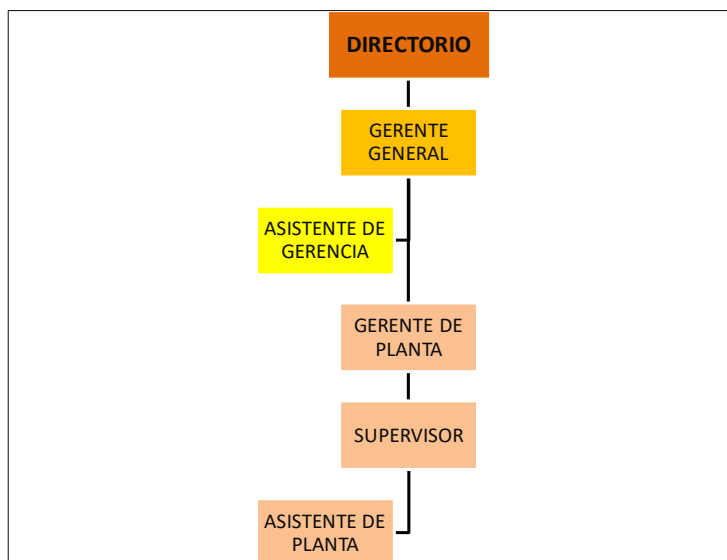 DIRECTORIO
GERENTE
GENERAL
ASISTENTE DE
GERENCIA
GERENTE DE
PLANTA
SUPERVISOR
ASISTENTE DE
PLANTA